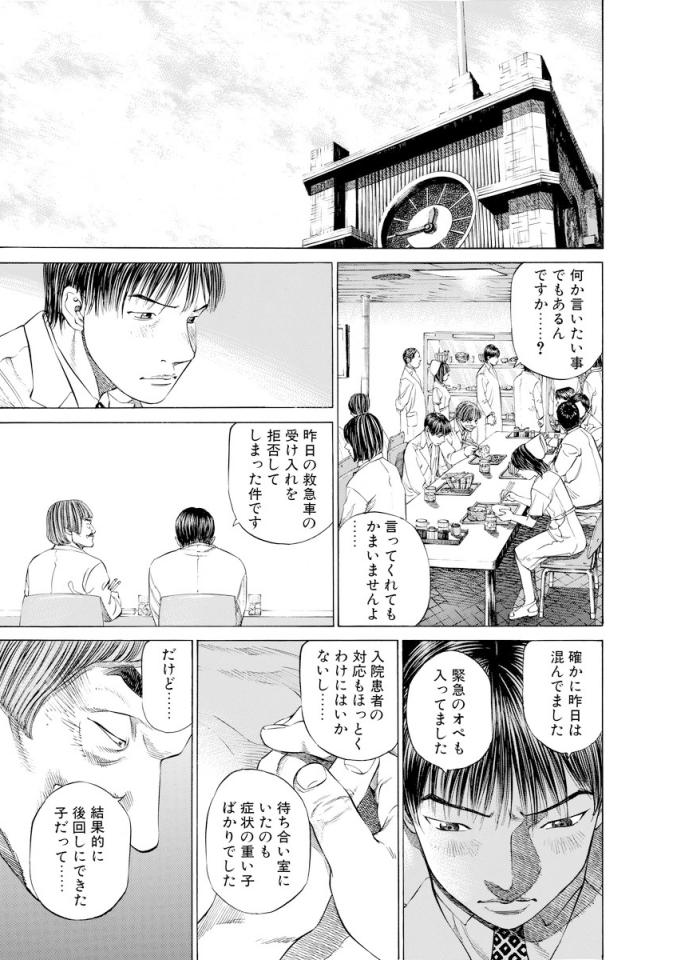 何か言いたい事
でもあるん
ですか……?
言ってくれても
かまいませんよ
……
昨日の救急車の
受け入れを
拒否して
しまった件です
確かに昨日は
混んでました
緊急のオペも
入ってました
入院患者の
対応もほっとく
わけにはいか
ないし……
待ち合い室に
いたのも
症状の重い子
ばかりでした
だけど……
結果的に
後回しにできた
子だって……